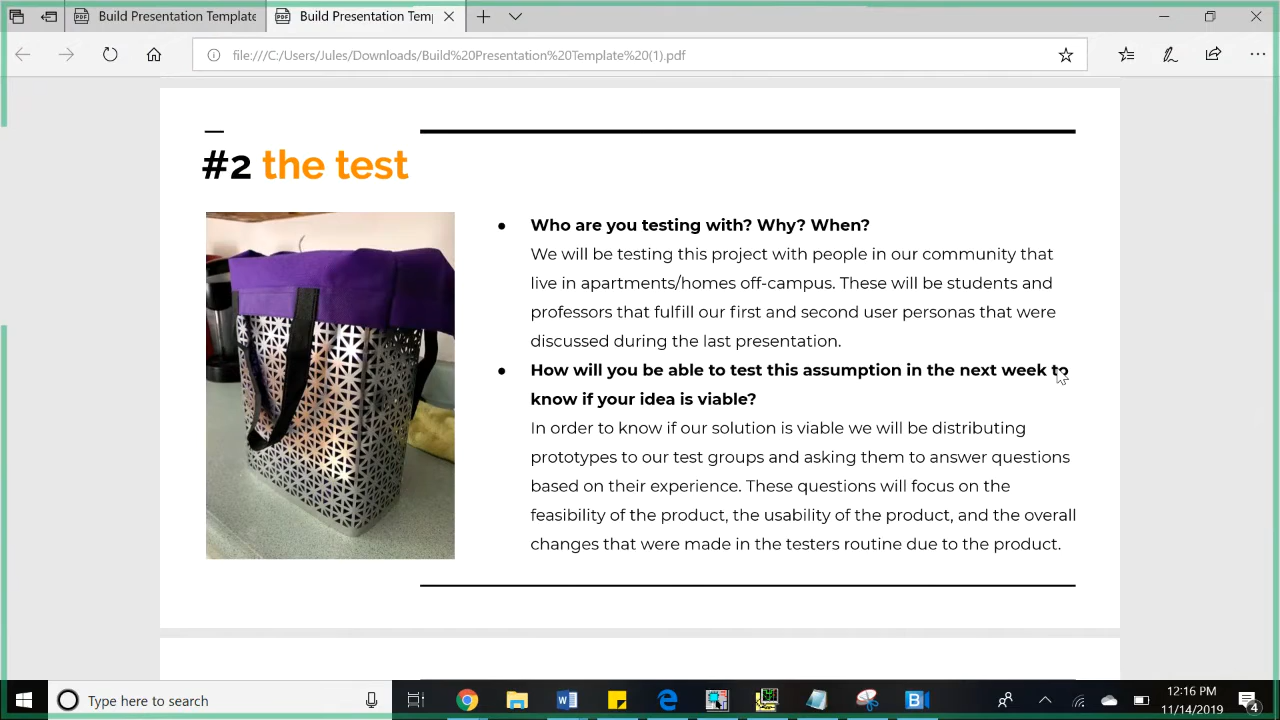 Build Presentation Template
Build Presentation Temp
file:///C:/Users/Jules/Downloads/Build%20Presentation%20Template%20(1).pdf
#2 the test
● Who are you testing with? Why? When?
We will be testing this project with people in our community that
live in apartments/homes off-campus. These will be students and
professors that fulfill our first and second user personas that were
discussed during the last presentation.
● How will you be able to test this assumption in the next week to
know if your idea is viable?
In order to know if our solution is viable we will be distributing
prototypes to our test groups and asking them to answer questions
based on their experience. These questions will focus on the
feasibility of the product, the usability of the product, and the overall
changes that were made in the testers routine due to the product.
Type here to search
12:16 PM
11/14/2019
4